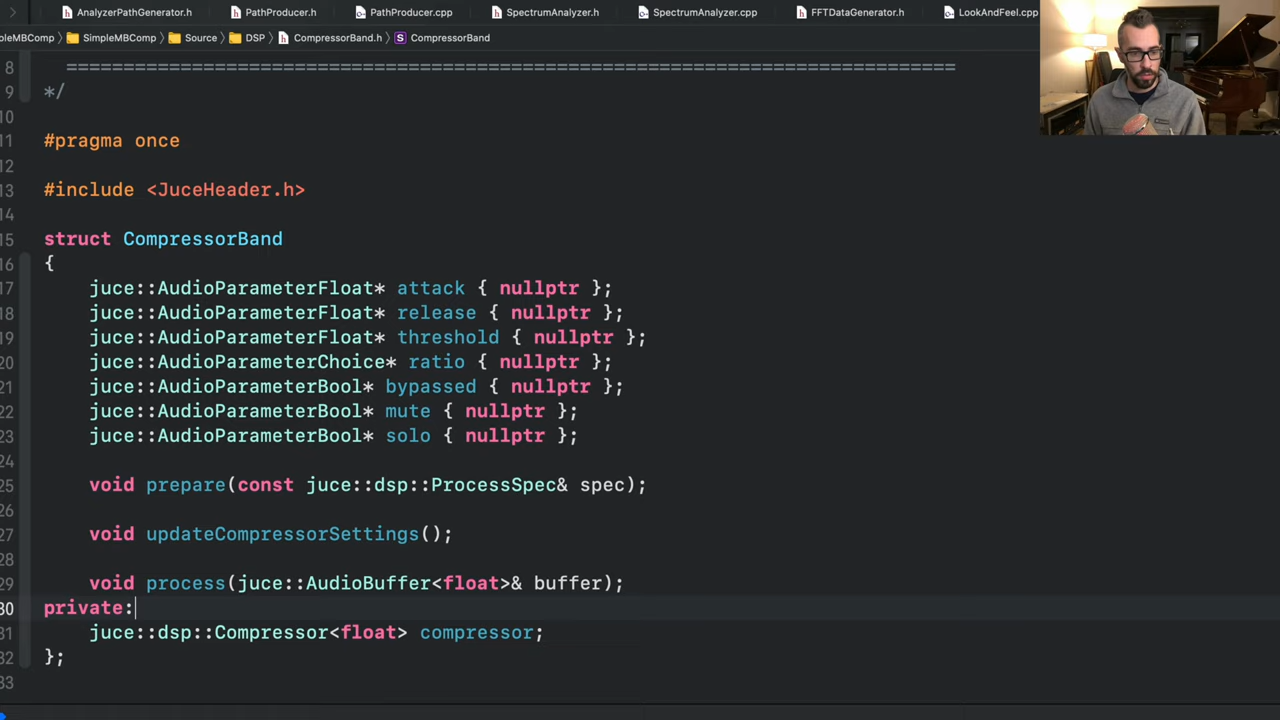 AnalyzerPathGenerator.h PathProducer.h PathProducer.cpp SpectrumAnalyzer.h SpectrumAnalyzer.cpp FFTDataGenerator.h LookAndFeel.cpp
pleMBComp SimpleMBComp Source DSP CompressorBand.h CompressorBand
8 ==============================================================================
9 */
10
11 #pragma once
12
13 #include <JuceHeader.h>
14
15 struct CompressorBand
16 {
17 juce::AudioParameterFloat* attack { nullptr };
18 juce::AudioParameterFloat* release { nullptr };
19 juce::AudioParameterFloat* threshold { nullptr };
20 juce::AudioParameterChoice* ratio { nullptr };
21 juce::AudioParameterBool* bypassed { nullptr };
22 juce::AudioParameterBool* mute { nullptr };
23 juce::AudioParameterBool* solo { nullptr };
24
25 void prepare(const juce::dsp::ProcessSpec& spec);
26
27 void updateCompressorSettings();
28
29 void process(juce::AudioBuffer<float>& buffer);
30 private:
31 juce::dsp::Compressor<float> compressor;
32 };
33